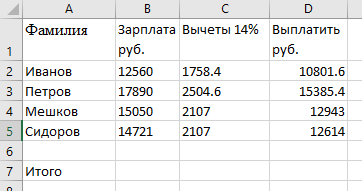 A B C D
1 Фамилия Зарплата руб. Вычеты 14% Выплатить руб.
2 Иванов 12560 1758.4 10801.6
3 Петров 17890 2504.6 15385.4
4 Мешков 15050 2107 12943
5 Сидоров 14721 2107 12614
6
7 Итого